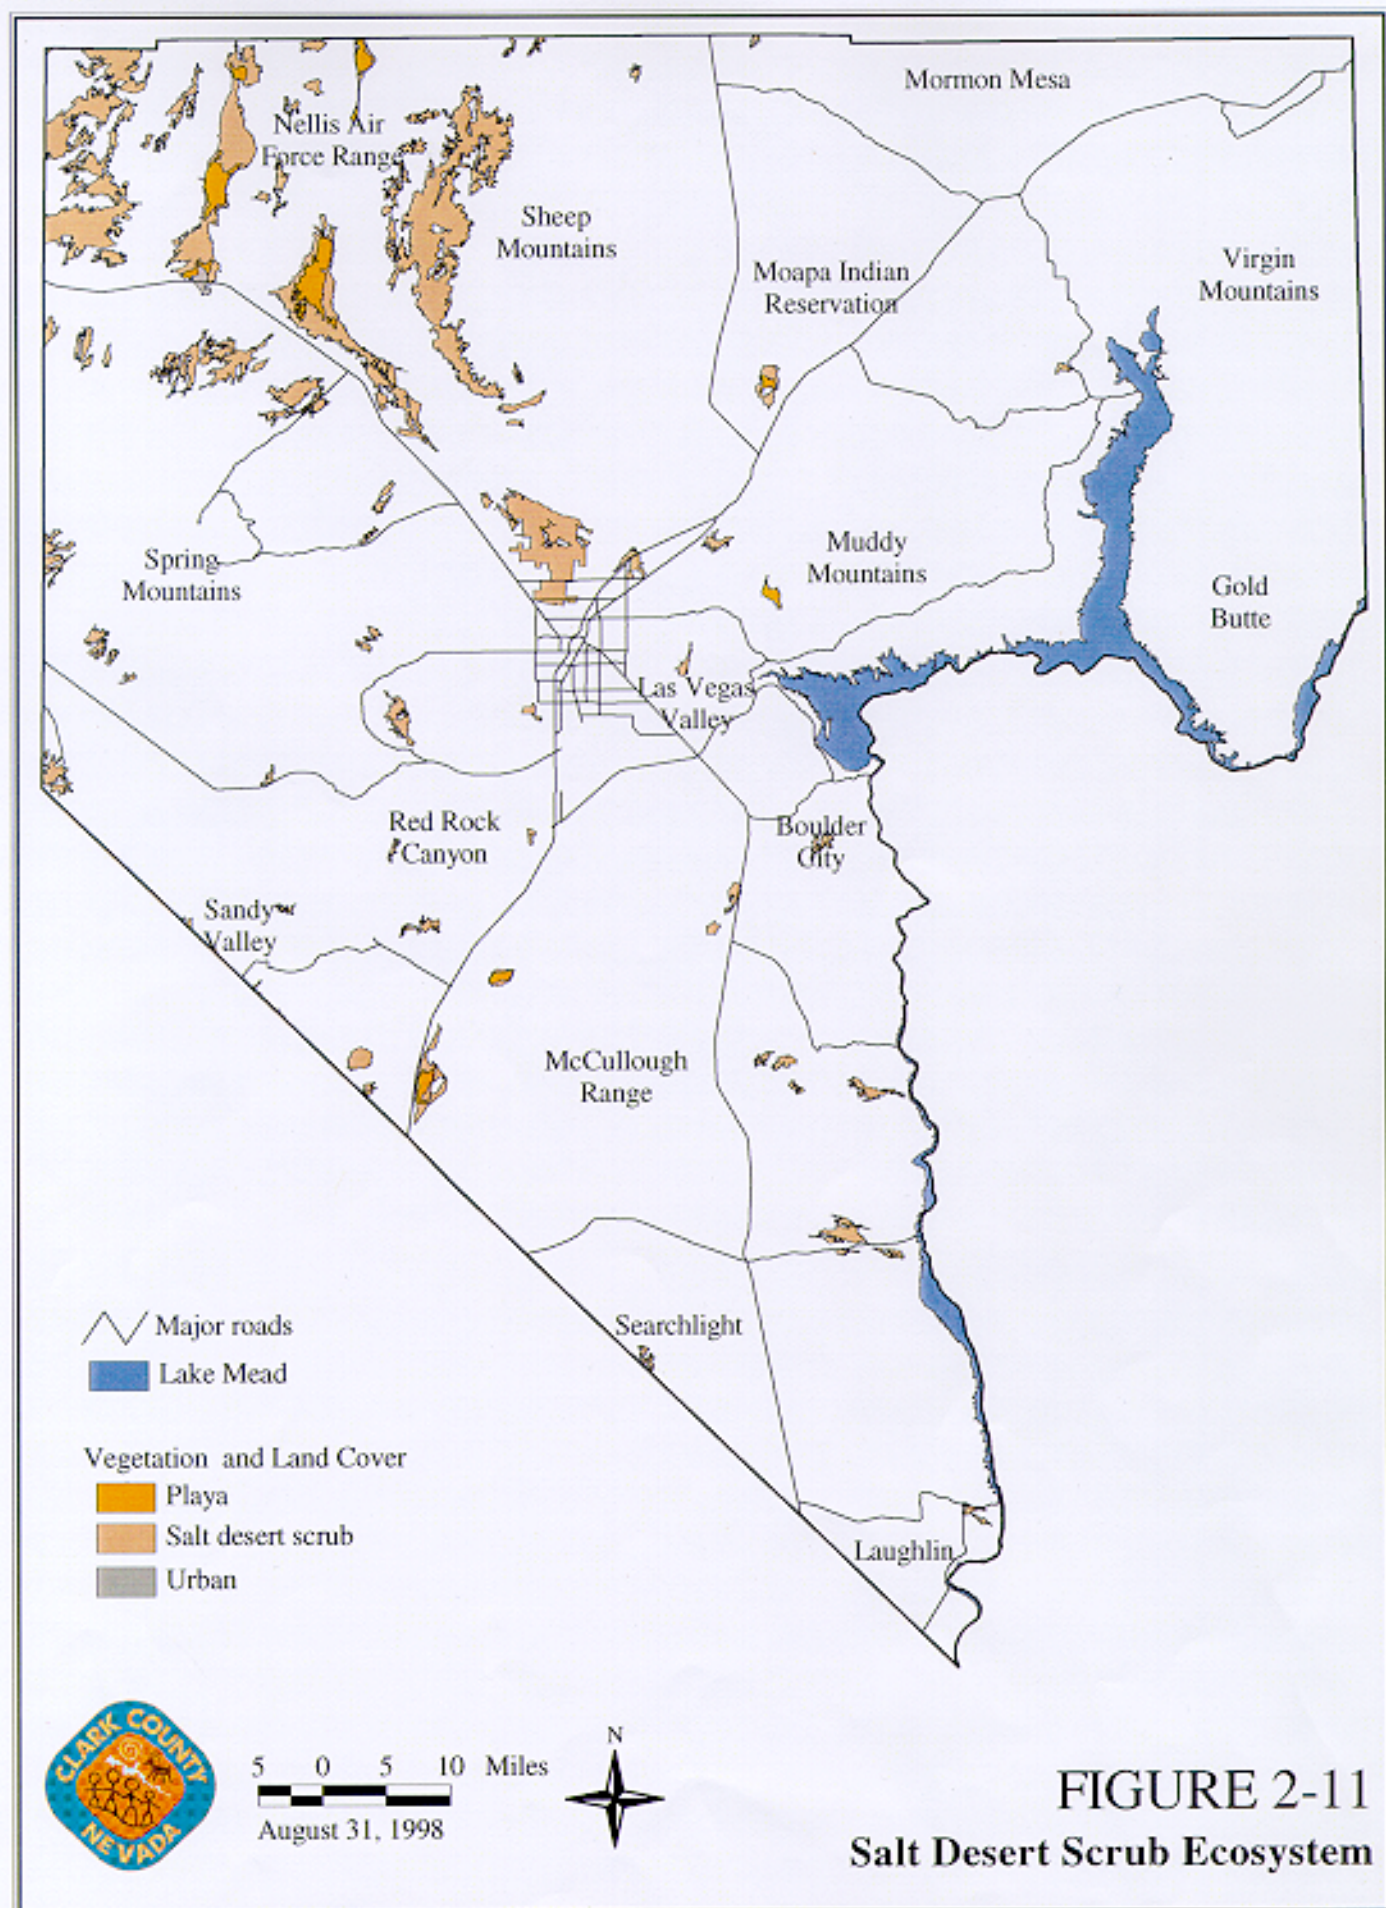 Mormon Mesa
Nellis Air
Force Range
Sheep
Mountains
Virgin
Mountains
Moapa Indian
Reservation
Muddy
Mountains
Spring
Mountains
Gold
Butte
Las Vegas
Valley
Red Rock
Canyon
Boulder
City
Sandy
Valley
McCullough
Range
Searchlight
Laughlin
Major roads
Lake Mead
Vegetation and Land Cover
Playa
Salt desert scrub
Urban
CLARK COUNTY
NEVADA
5 0 5 10 Miles
August 31, 1998
N
FIGURE 2-11
Salt Desert Scrub Ecosystem